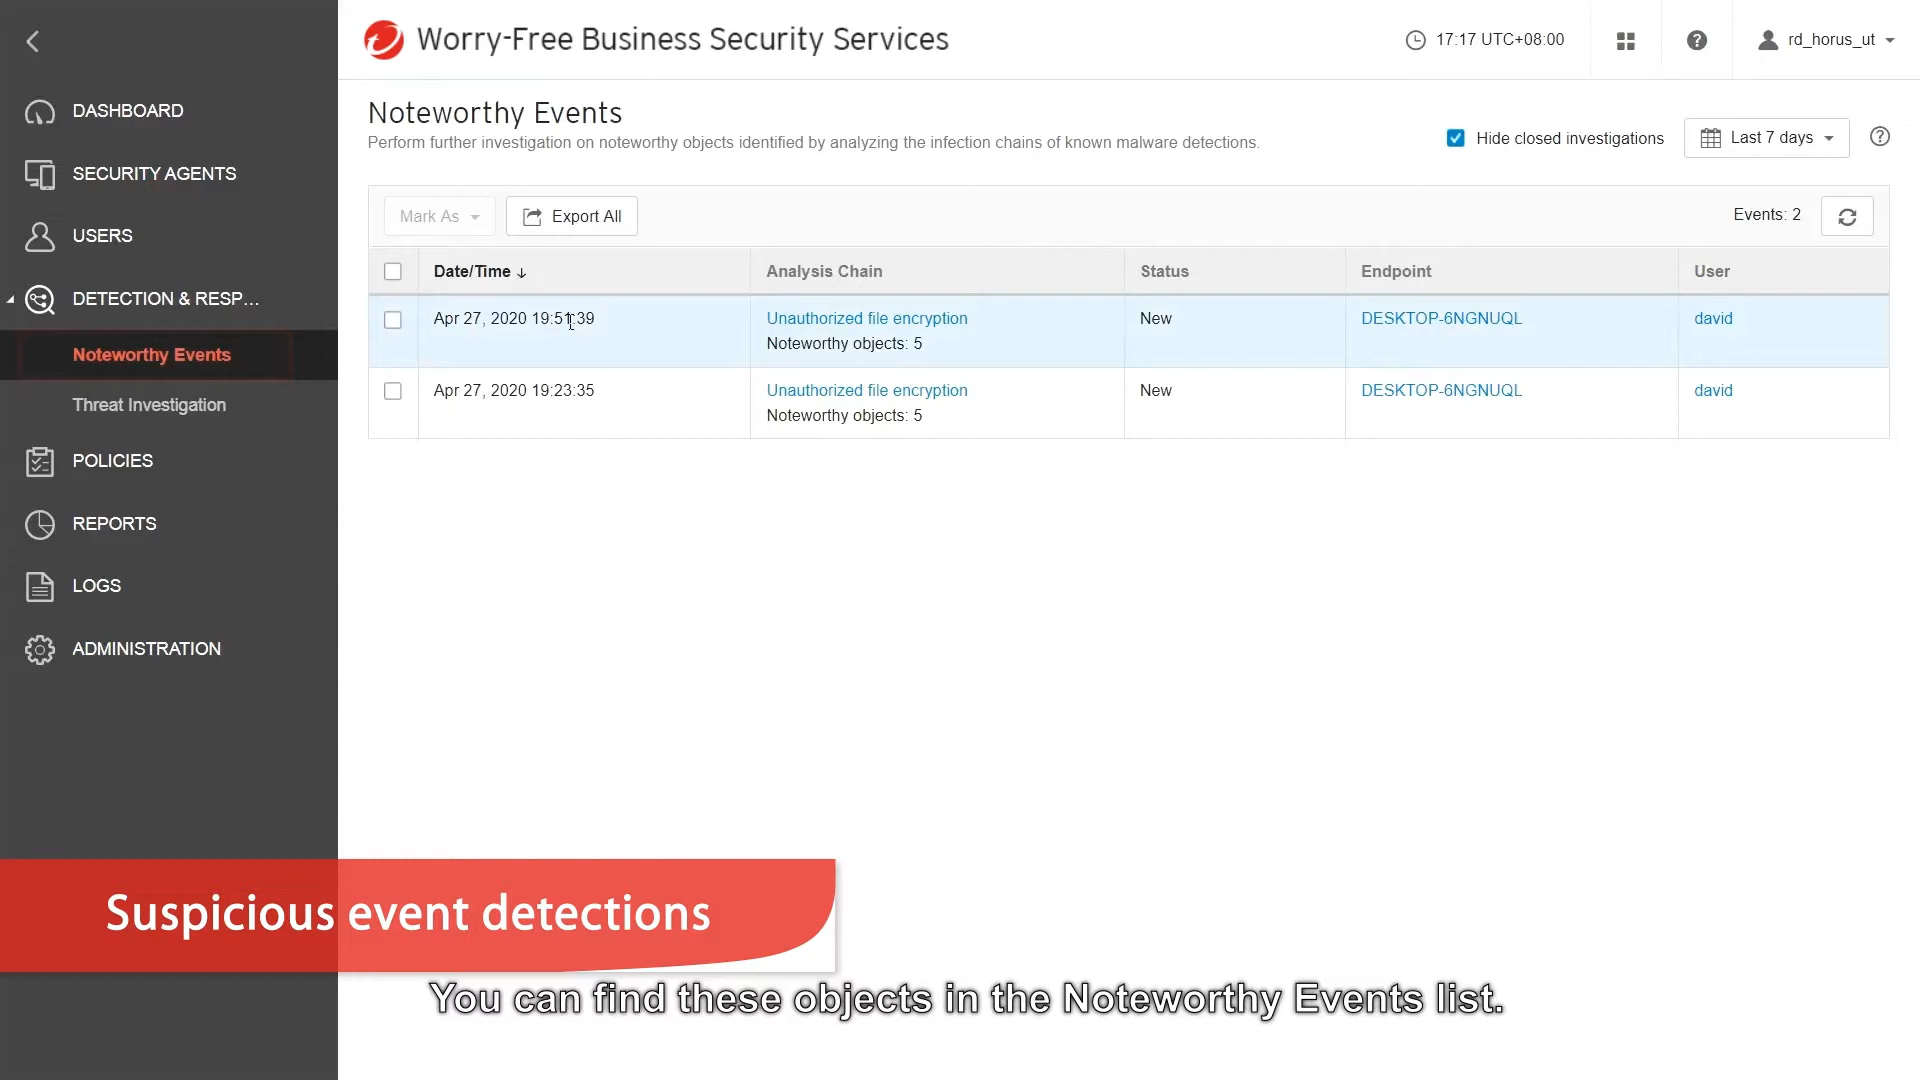 Worry-Free Business Security Services
17:17 UTC+08:00
rd_horus_ut
DASHBOARD
SECURITY AGENTS
USERS
DETECTION & RESP...
Noteworthy Events
Threat Investigation
POLICIES
REPORTS
LOGS
ADMINISTRATION
Noteworthy Events
Perform further investigation on noteworthy objects identified by analyzing the infection chains of known malware detections.
Hide closed investigations
Last 7 days
Mark As
Export All
Events: 2
Date/Time ↓ Analysis Chain Status Endpoint User
Apr 27, 2020 19:51:39 Unauthorized file encryption New DESKTOP-6NGNUQL david
Noteworthy objects: 5
Apr 27, 2020 19:23:35 Unauthorized file encryption New DESKTOP-6NGNUQL david
Noteworthy objects: 5
Suspicious event detections
You can find these objects in the Noteworthy Events list.